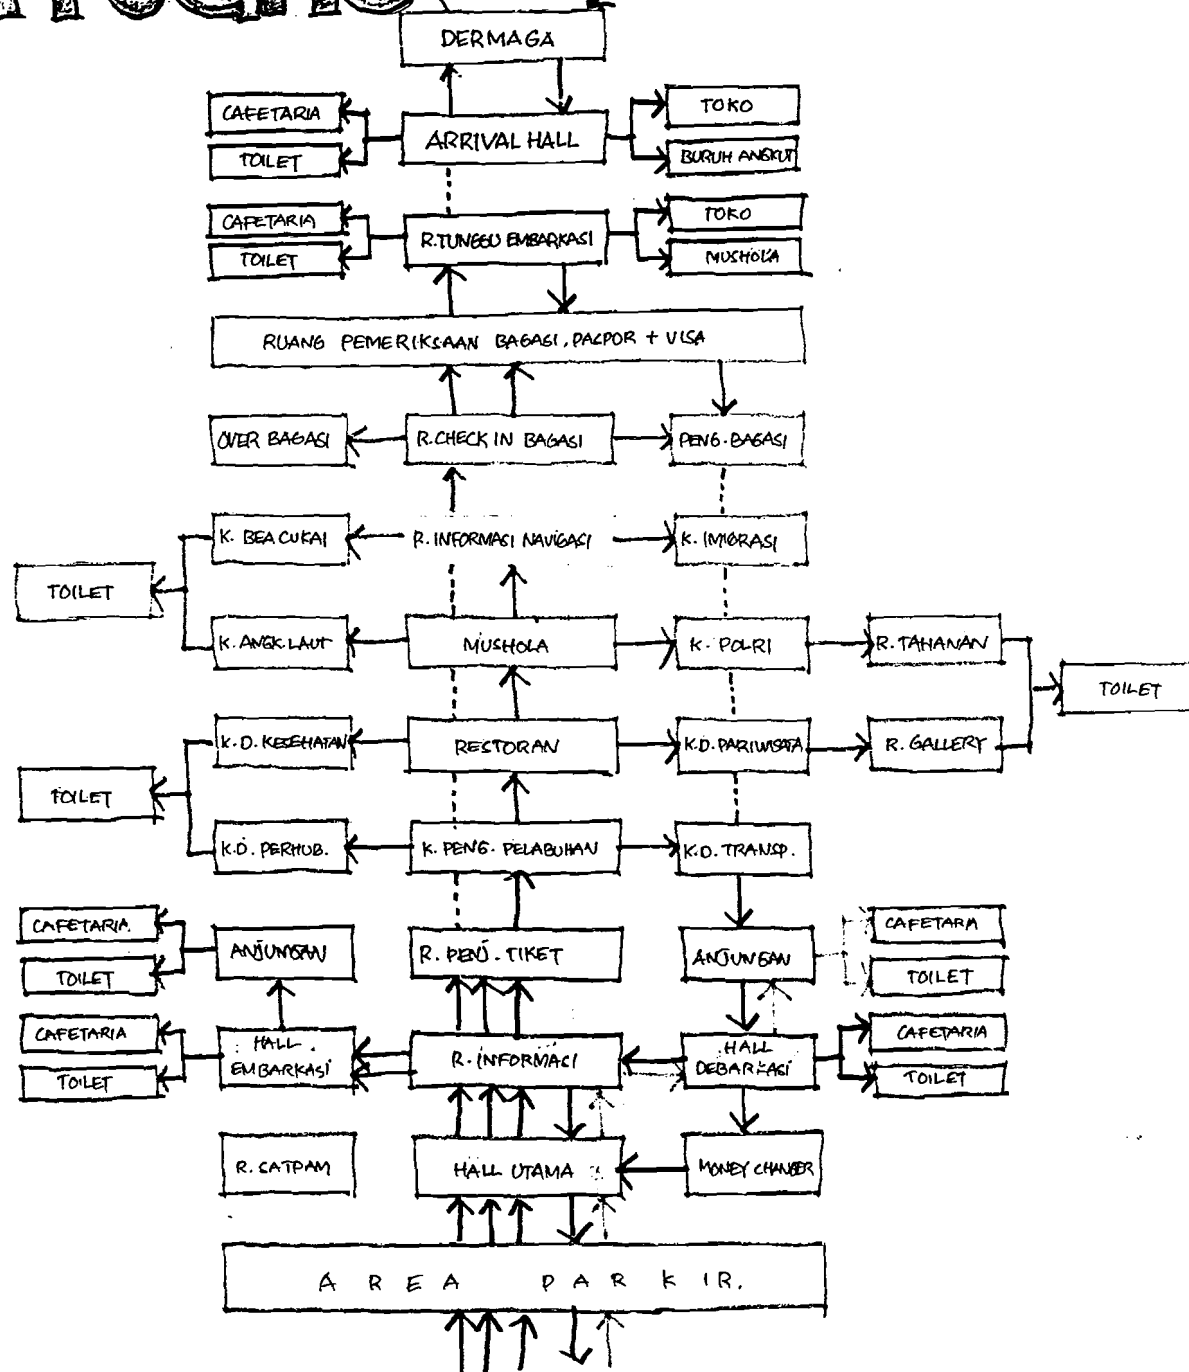 DERMAGA
CAFETARIA
TOILET
ARRIVAL HALL
TOKO
BURUH ANGKUT
CAFETARIA
TOILET
R.TUNGGU EMBARKASI
TOKO
MUSHOLA
RUANG PEMERIKSAAN BAGASI, PASPOR + VISA
OVER BAGASI
R.CHECK IN BAGASI
PENG. BAGASI
K. BEA CUKAI
R. INFORMASI NAVIGASI
K. IMIGRASI
TOILET
K. ANGK. LAUT
MUSHOLA
K. POLRI
R. TAHANAN
TOILET
K.D. KESEHATAN
RESTORAN
K.D. PARIWISATA
R. GALLERY
TOILET
K.D. PERHUB.
K. PENG. PELABUHAN
K.D. TRANSP.
CAFETARIA.
TOILET
ANJUNGAN
R. PENJ. TIKET
ANJUNGAN
CAFETARIA
TOILET
CAFETARIA
TOILET
HALL
EMBARKASI
R. INFORMASI
HALL
DEBARKASI
CAFETARIA
TOILET
R. SATPAM
HALL UTAMA
MONEY CHANGER
AREA PARKIR.